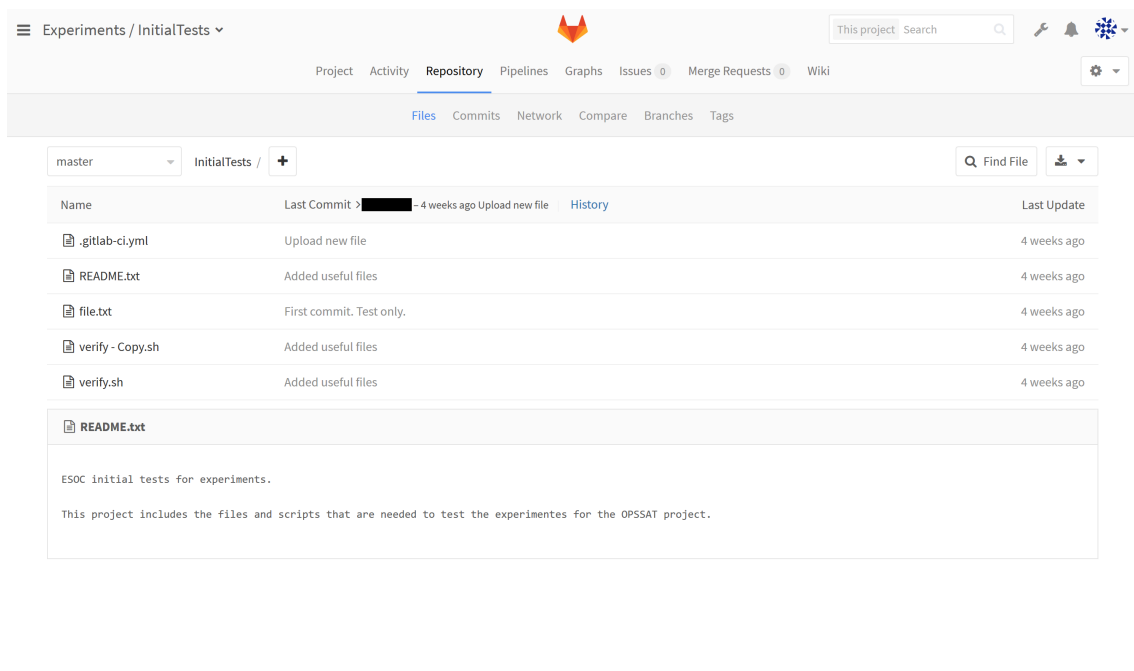 Experiments / InitialTests
This project Search
Project Activity Repository Pipelines Graphs Issues 0 Merge Requests 0 Wiki
Files Commits Network Compare Branches Tags
master InitialTests / + Find File
Name Last Commit > – 4 weeks ago Upload new file History Last Update
.gitlab-ci.yml Upload new file 4 weeks ago
README.txt Added useful files 4 weeks ago
file.txt First commit. Test only. 4 weeks ago
verify - Copy.sh Added useful files 4 weeks ago
verify.sh Added useful files 4 weeks ago
README.txt
ESOC initial tests for experiments.
This project includes the files and scripts that are needed to test the experimentes for the OPSSAT project.